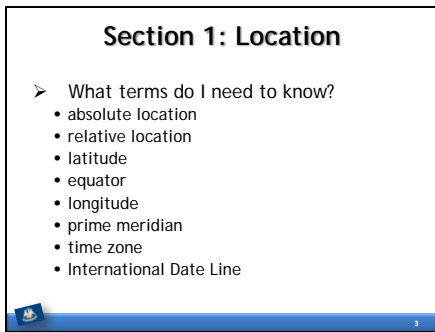 Section 1: Location
➢ What terms do I need to know?
• absolute location
• relative location
• latitude
• equator
• longitude
• prime meridian
• time zone
• International Date Line
3